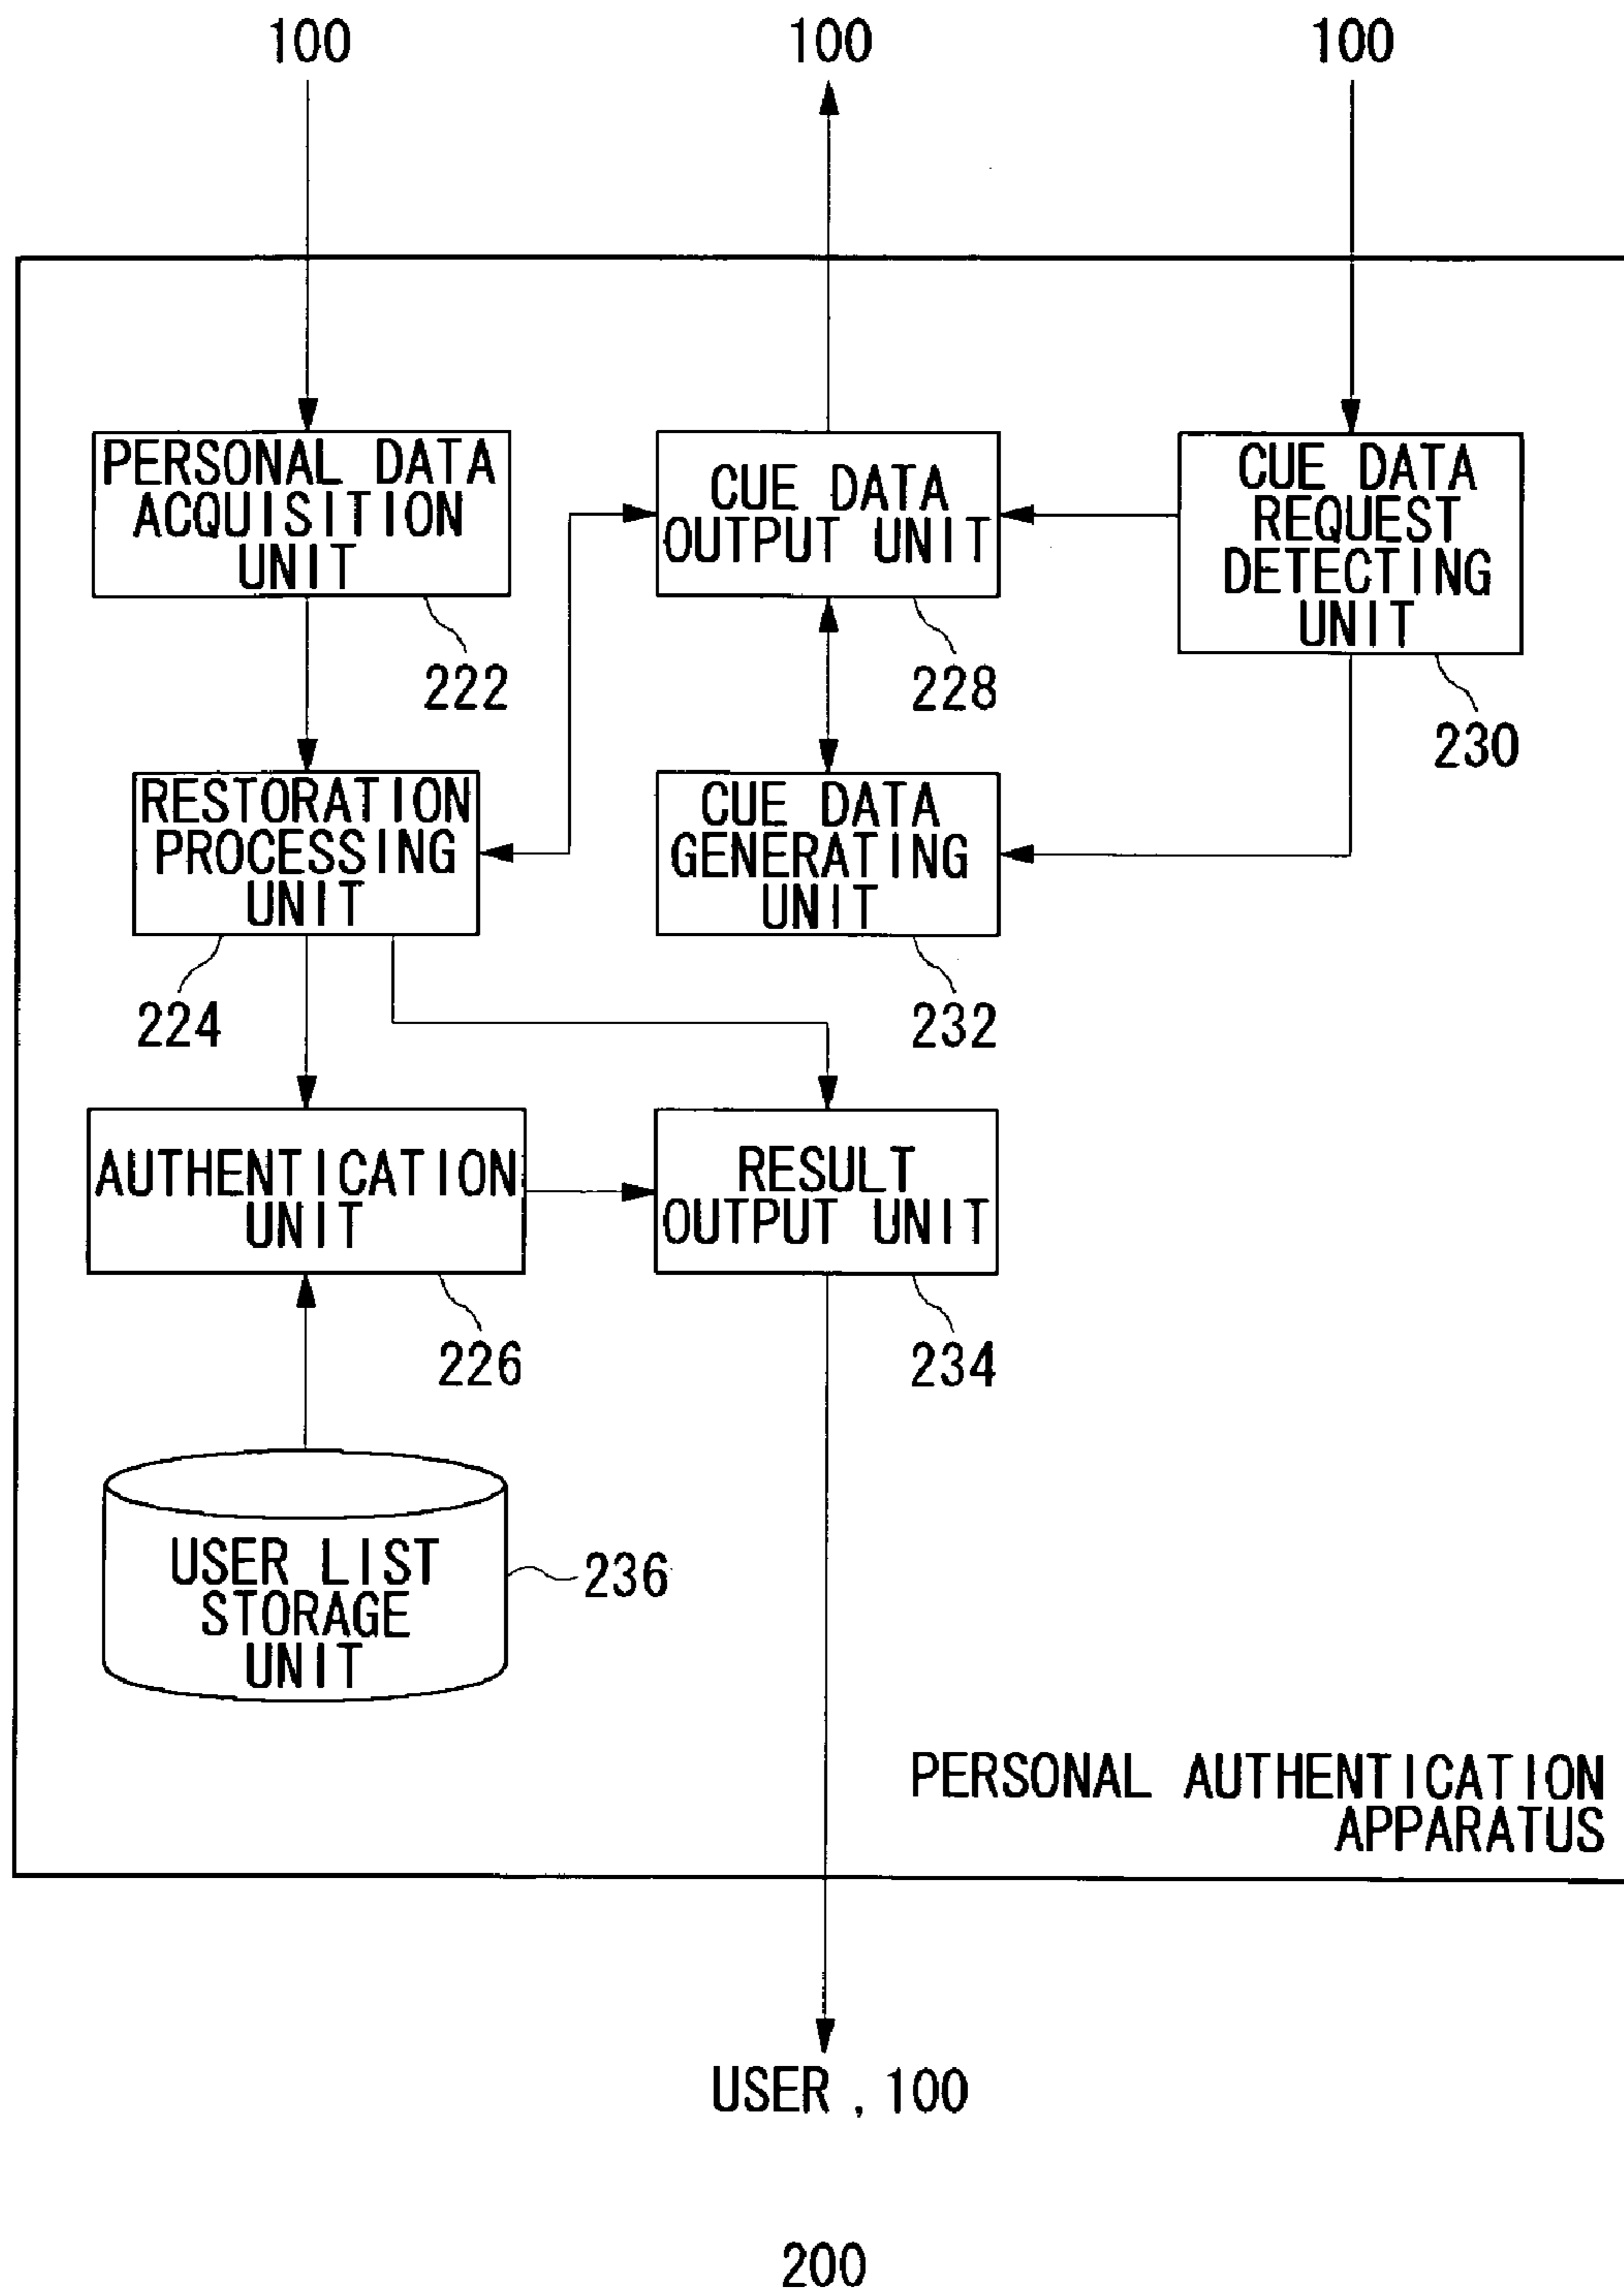 100
100
100
PERSONAL DATA
ACQUISITION
UNIT
222
CUE DATA
OUTPUT UNIT
228
CUE DATA
REQUEST
DETECTING
UNIT
230
RESTORATION
PROCESSING
UNIT
224
CUE DATA
GENERATING
UNIT
232
AUTHENTICATION
UNIT
226
RESULT
OUTPUT UNIT
234
USER LIST
STORAGE
UNIT
236
PERSONAL AUTHENTICATION
APPARATUS
USER , 100
200